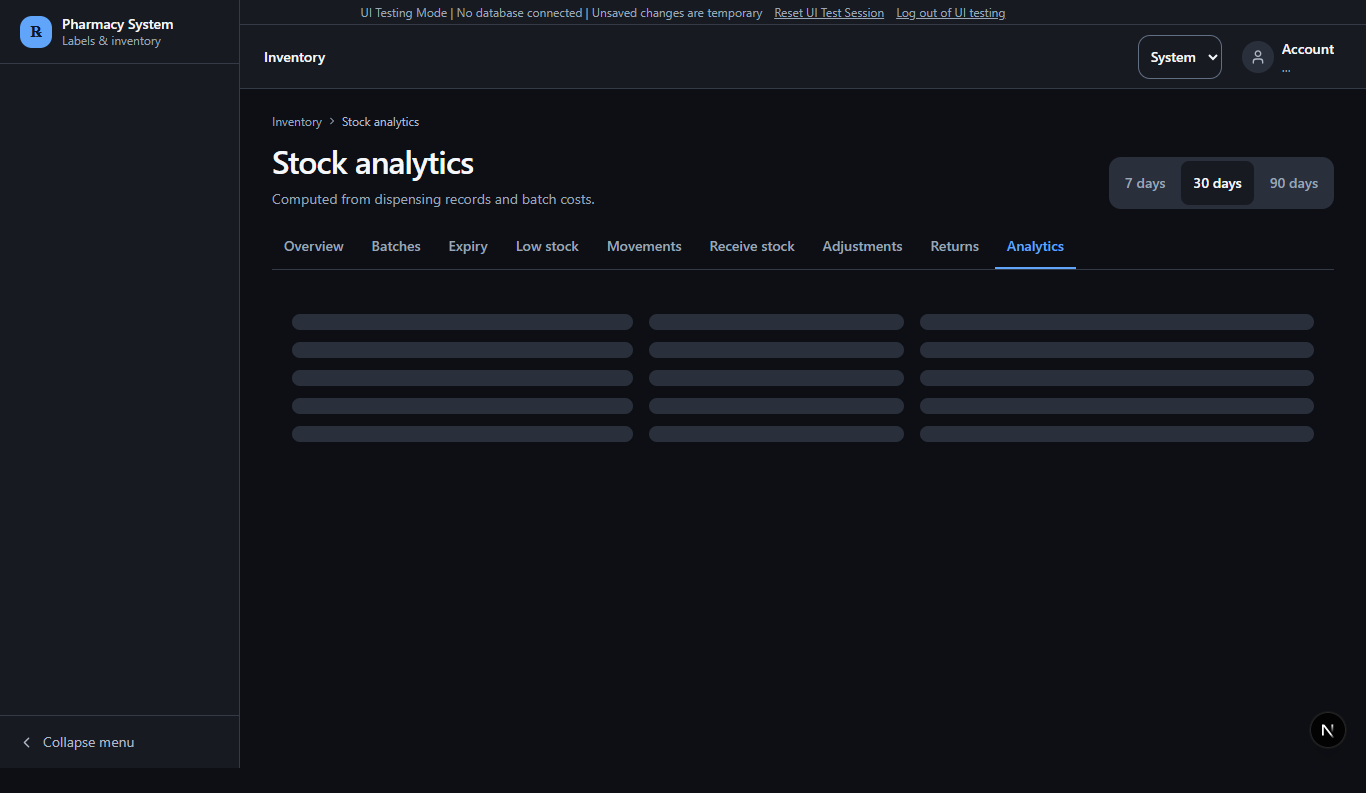 ℞
Pharmacy System
Labels & inventory
UI Testing Mode | No database connected | Unsaved changes are temporary Reset UI Test Session Log out of UI testing
Inventory
System
Account
...
Inventory > Stock analytics
Stock analytics
Computed from dispensing records and batch costs.
7 days 30 days 90 days
Overview Batches Expiry Low stock Movements Receive stock Adjustments Returns Analytics
Collapse menu
N